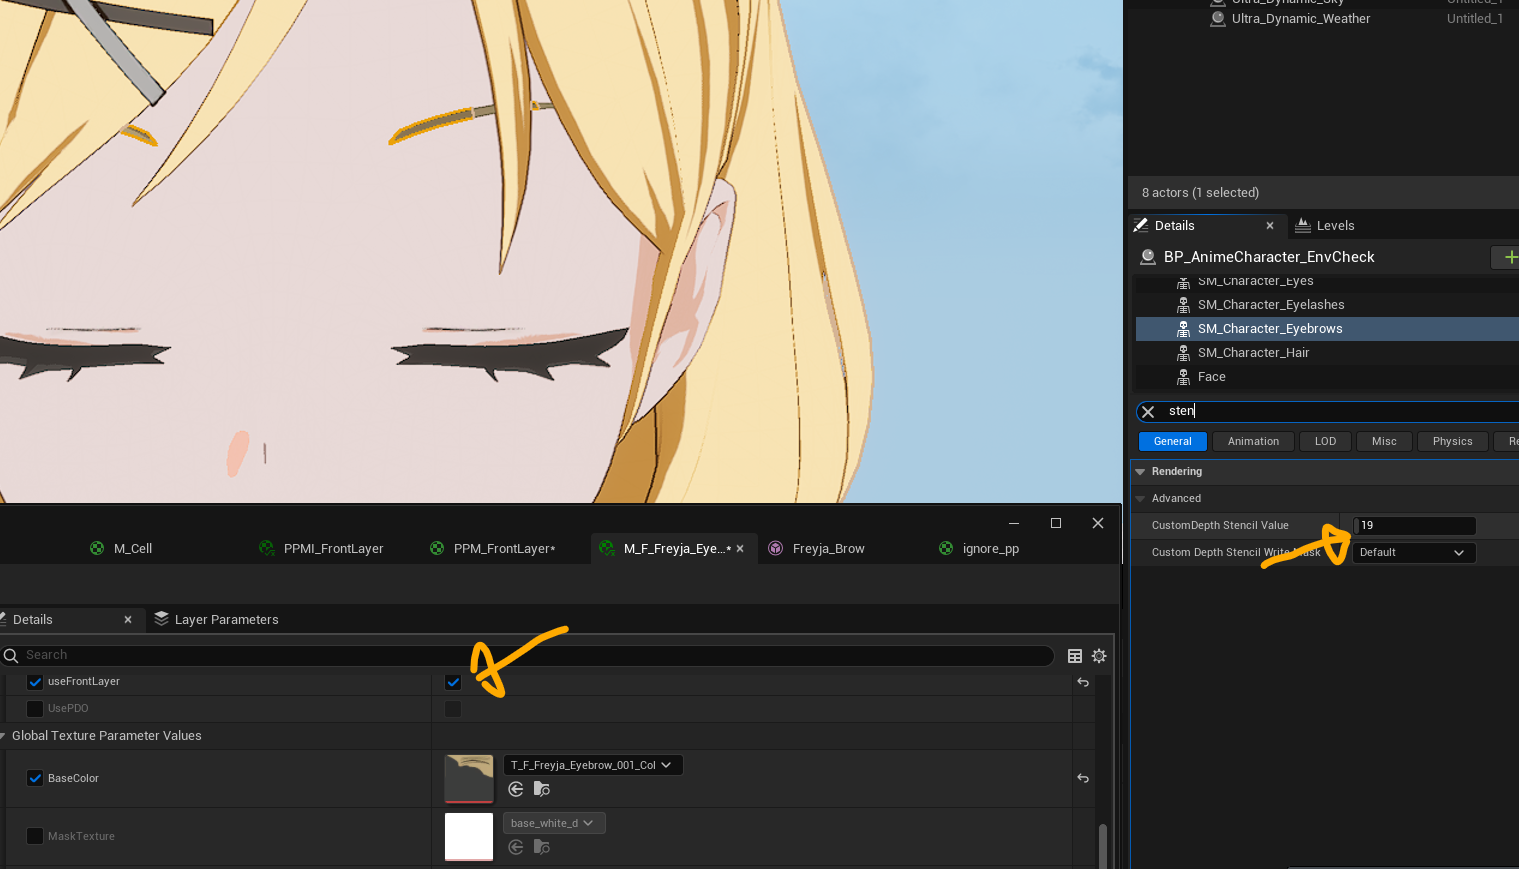 Ultra_Dynamic_Sky Untitled_1
Ultra_Dynamic_Weather Untitled_1
8 actors (1 selected)
Details Levels
BP_AnimeCharacter_EnvCheck
SM_Character_Eyes
SM_Character_Eyelashes
SM_Character_Eyebrows
SM_Character_Hair
Face
sten
General Animation LOD Misc Physics Re
Rendering
Advanced
CustomDepth Stencil Value 19
Custom Depth Stencil Write Mask Default
M_Cell PPMI_FrontLayer PPM_FrontLayer* M_F_Freyja_Eye...* Freyja_Brow ignore_pp
Details Layer Parameters
Search
useFrontLayer
UsePDO
Global Texture Parameter Values
BaseColor T_F_Freyja_Eyebrow_001_Col
MaskTexture base_white_d